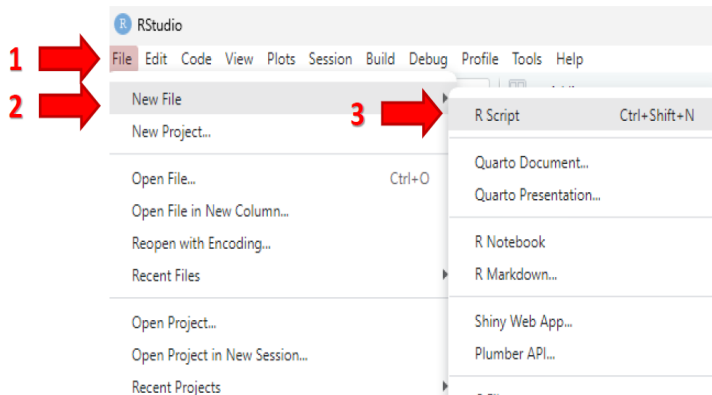 RStudio
1
File Edit Code View Plots Session Build Debug Profile Tools Help
2
New File
3
R Script Ctrl+Shift+N
New Project...
Quarto Document...
Open File... Ctrl+O
Quarto Presentation...
Open File in New Column...
Reopen with Encoding...
R Notebook
Recent Files
R Markdown...
Open Project...
Shiny Web App...
Open Project in New Session...
Plumber API...
Recent Projects